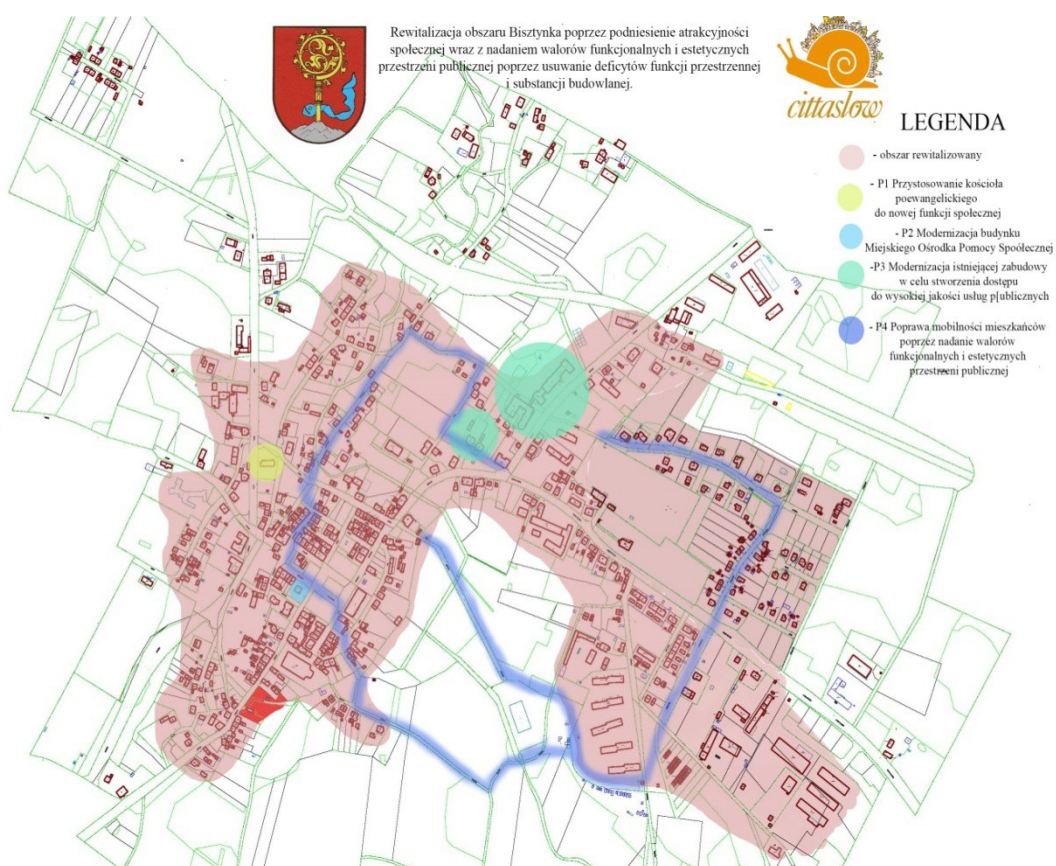 Rewitalizacja obszaru Bisztynka poprzez podniesienie atrakcyjności
społecznej wraz z nadaniem walorów funkcjonalnych i estetycznych
przestrzeni publicznej poprzez usuwanie deficytów funkcji przestrzennej
i substancji budowlanej.
cittaslow
LEGENDA
- obszar rewitalizowany
- P1 Przystosowanie kościoła
poewangelickiego
do nowej funkcji społecznej
- P2 Modernizacja budynku
Miejskiego Ośrodka Pomocy Spoółecznej
-P3 Modernizacja istniejącej zabudowy
w celu stworzenia dostępu
do wysokiej jakości usług p[ublicznych
- P4 Poprawa mobilności mieszkańców
poprzez nadanie walorów
funkcjonalnych i estetycznych
przestrzeni publicznej